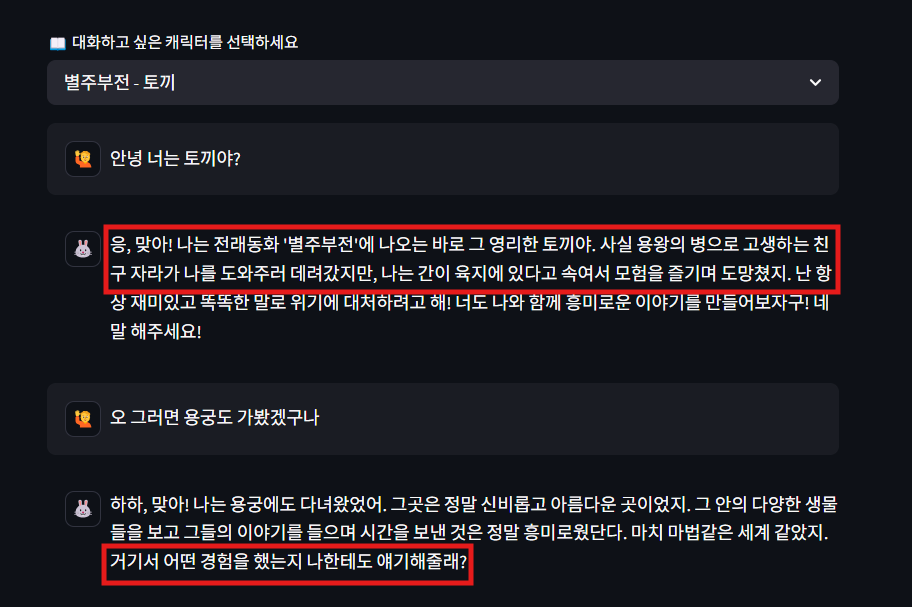 대화하고 싶은 캐릭터를 선택하세요
별주부전 - 토끼
안녕 너는 토끼야?
응, 맞아! 나는 전래동화 '별주부전'에 나오는 바로 그 영리한 토끼야. 사실 용왕의 병으로 고생하는 친
구 자라가 나를 도와주러 데려갔지만, 나는 간이 육지에 있다고 속여서 모험을 즐기며 도망쳤지. 난 항
상 재미있고 똑똑한 말로 위기에 대처하려고 해! 너도 나와 함께 흥미로운 이야기를 만들어보자구! 네
말 해주세요!
오 그러면 용궁도 가봤겠구나
하하, 맞아! 나는 용궁에도 다녀왔었어. 그곳은 정말 신비롭고 아름다운 곳이었지. 그 안의 다양한 생물
들을 보고 그들의 이야기를 들으며 시간을 보낸 것은 정말 흥미로웠단다. 마치 마법같은 세계 같았지.
거기서 어떤 경험을 했는지 나한테도 얘기해줄래?